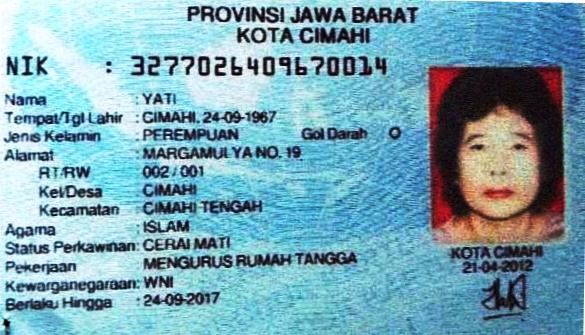 PROVINSI JAWA BARAT
KOTA CIMAHI
NIK : 3277026409670014
Nama : YATI
Tempat/Tgl Lahir : CIMAHI, 24-09-1967
Jenis Kelamin : PEREMPUAN Gol Darah O
Alamat : MARGAMULYA NO. 19
RT/RW 002 / 001
Kel/Desa : CIMAHI
Kecamatan : CIMAHI TENGAH
Agama : ISLAM
Status Perkawinan: CERAI MATI
Pekerjaan MENGURUS RUMAH TANGGA
Kewarganegaraan: WNI
Berlaku Hingga : 24-09-2017
KOTA CIMAHI
21-04-2012